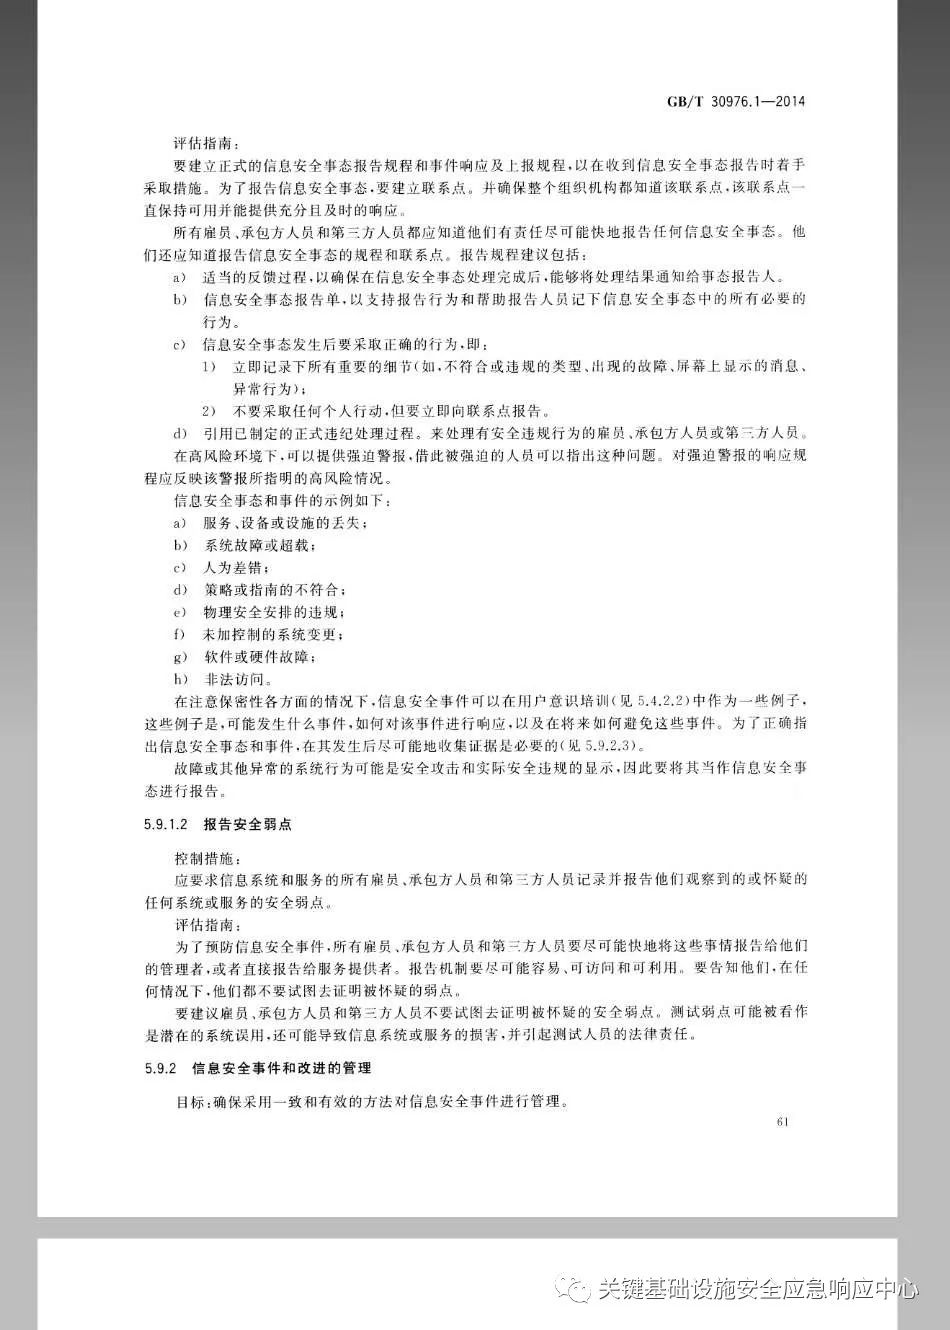 GB/T 30976.1—2014
评估指南：
要建立正式的信息安全事态报告规程和事件响应及上报规程，以在收到信息安全事态报告时着手
采取措施。为了报告信息安全事态，要建立联系点。并确保整个组织机构都知道该联系点，该联系点一
直保持可用并能提供充分且及时的响应。
所有雇员、承包方人员和第三方人员都应知道他们有责任尽可能快地报告任何信息安全事态。他
们还应知道报告信息安全事态的规程和联系点。报告规程建议包括：
a） 适当的反馈过程，以确保在信息安全事态处理完成后，能够将处理结果通知给事态报告人。
b） 信息安全事态报告单，以支持报告行为和帮助报告人员记下信息安全事态中的所有必要的
行为。
c） 信息安全事态发生后要采取正确的行为，即：
1） 立即记录下所有重要的细节（如，不符合或违规的类型、出现的故障、屏幕上显示的消息、
异常行为）；
2） 不要采取任何个人行动，但要立即向联系点报告。
d） 引用已制定的正式违纪处理过程。来处理有安全违规行为的雇员、承包方人员或第三方人员。
在高风险环境下，可以提供强迫警报，借此被强迫的人员可以指出这种问题。对强迫警报的响应规
程应反映该警报所指明的高风险情况。
信息安全事态和事件的示例如下：
a） 服务、设备或设施的丢失；
b） 系统故障或超载；
c） 人为差错；
d） 策略或指南的不符合；
e） 物理安全安排的违规；
f） 未加控制的系统变更；
g） 软件或硬件故障；
h） 非法访问。
在注意保密性各方面的情况下，信息安全事件可以在用户意识培训（见 5.4.2.2）中作为一些例子，
这些例子是，可能发生什么事件，如何对该事件进行响应，以及在将来如何避免这些事件。为了正确指
出信息安全事态和事件，在其发生后尽可能地收集证据是必要的（见 5.9.2.3）。
故障或其他异常的系统行为可能是安全攻击和实际安全违规的显示，因此要将其当作信息安全事
态进行报告。
5.9.1.2 报告安全弱点
控制措施：
应要求信息系统和服务的所有雇员、承包方人员和第三方人员记录并报告他们观察到的或怀疑的
任何系统或服务的安全弱点。
评估指南：
为了预防信息安全事件，所有雇员、承包方人员和第三方人员要尽可能快地将这些事情报告给他们
的管理者，或者直接报告给服务提供者。报告机制要尽可能容易、可访问和可利用。要告知他们，在任
何情况下，他们都不要试图去证明被怀疑的弱点。
要建议雇员、承包方人员和第三方人员不要试图去证明被怀疑的安全弱点。测试弱点可能被看作
是潜在的系统误用，还可能导致信息系统或服务的损害，并引起测试人员的法律责任。
5.9.2 信息安全事件和改进的管理
目标：确保采用一致和有效的方法对信息安全事件进行管理。
61
关键基础设施安全应急响应中心